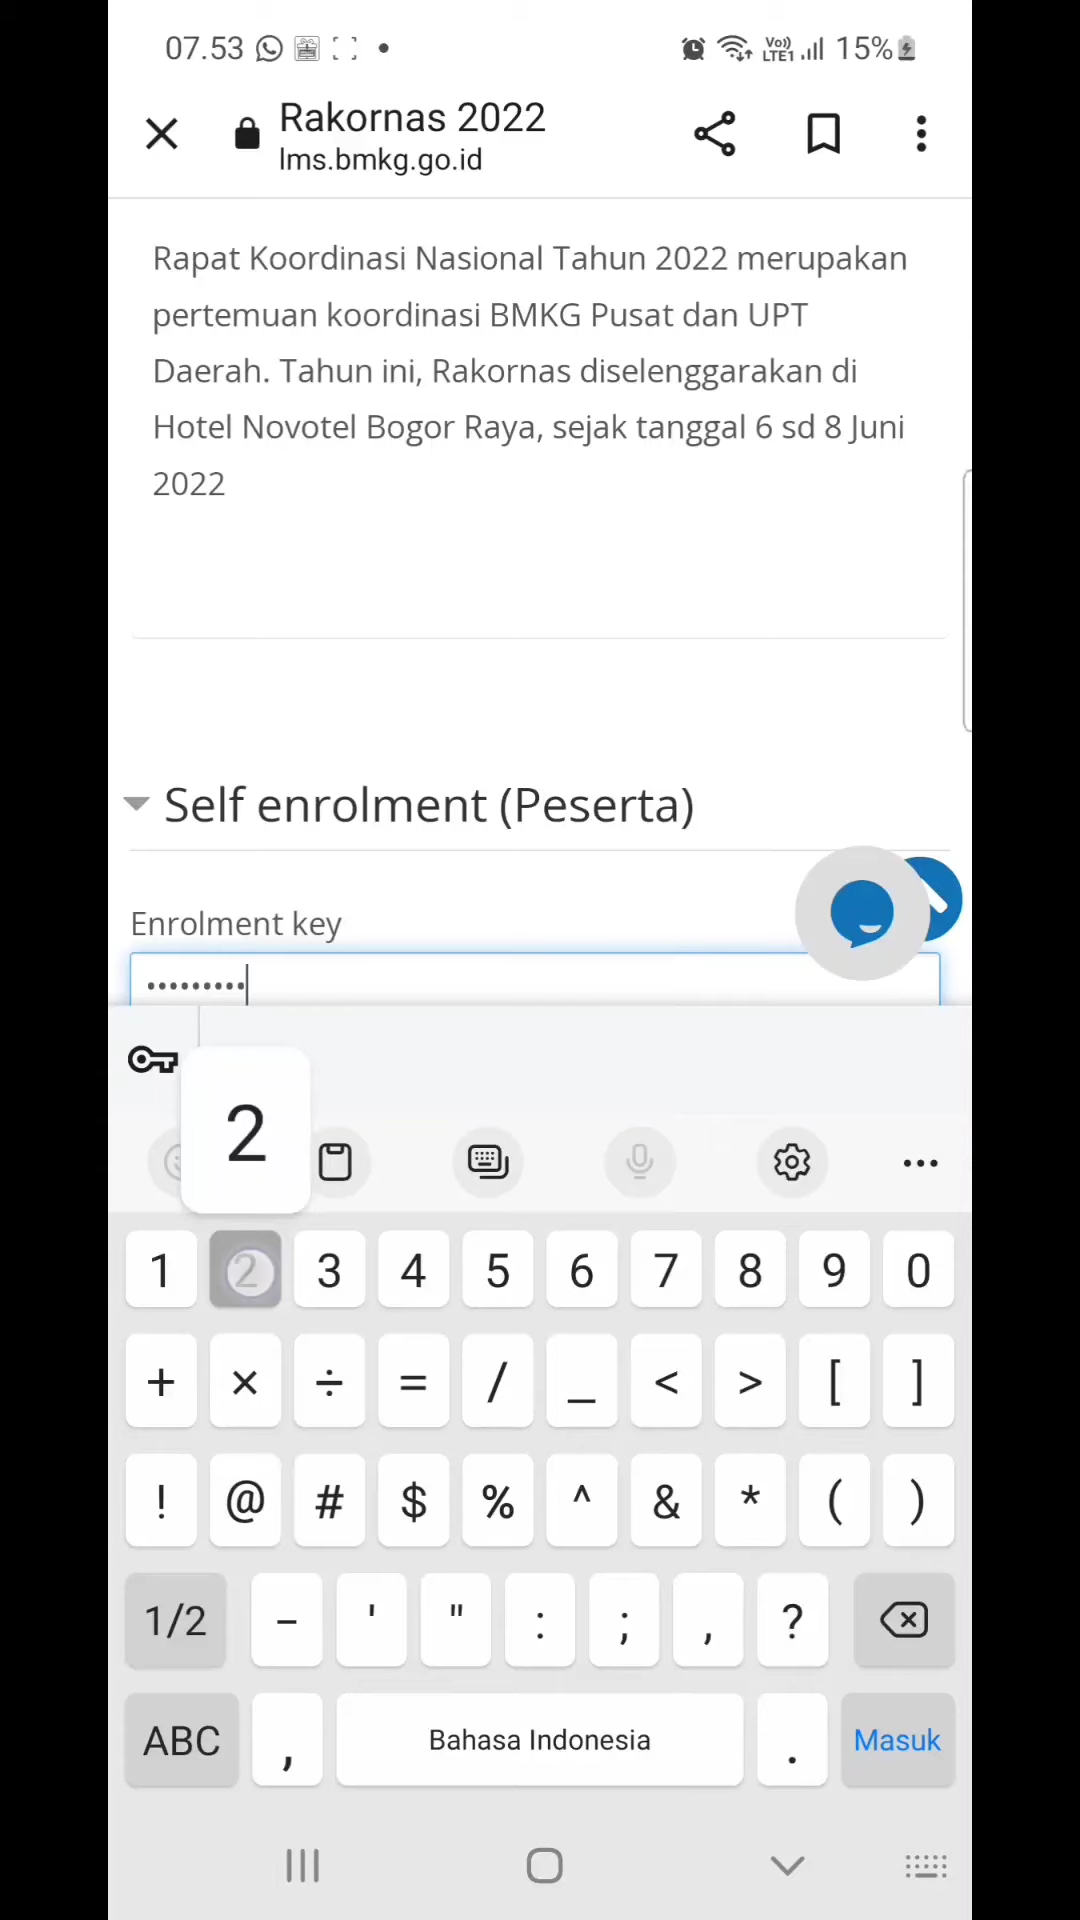 07.53 Vo)) LTE1 15%
Rakornas 2022
lms.bmkg.go.id
Rapat Koordinasi Nasional Tahun 2022 merupakan
pertemuan koordinasi BMKG Pusat dan UPT
Daerah. Tahun ini, Rakornas diselenggarakan di
Hotel Novotel Bogor Raya, sejak tanggal 6 sd 8 Juni
2022
Self enrolment (Peserta)
Enrolment key
•••••••••
2
1 2 3 4 5 6 7 8 9 0
+ × ÷ = / _ < > [ ]
! @ # $ % ^ & * ( )
1/2 - ' " : ; , ?
ABC , Bahasa Indonesia . Masuk